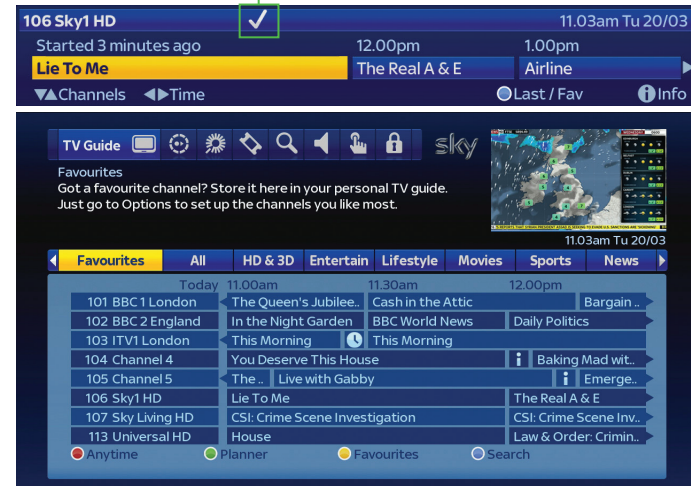 106 Sky1 HD 11.03am Tu 20/03
Started 3 minutes ago 12.00pm 1.00pm
Lie To Me The Real A & E Airline
Channels Time Last / Fav i Info
TV Guide sky
Favourites
Got a favourite channel? Store it here in your personal TV guide.
Just go to Options to set up the channels you like most.
11.03am Tu 20/03
Favourites All HD & 3D Entertain Lifestyle Movies Sports News
Today 11.00am 11.30am 12.00pm
101 BBC 1 London The Queen's Jubilee.. Cash in the Attic Bargain ..
102 BBC 2 England In the Night Garden BBC World News Daily Politics
103 ITV1 London This Morning This Morning
104 Channel 4 You Deserve This House i Baking Mad wit..
105 Channel 5 The .. Live with Gabby i Emerge..
106 Sky1 HD Lie To Me The Real A & E
107 Sky Living HD CSI: Crime Scene Investigation CSI: Crime Scene Inv..
113 Universal HD House Law & Order: Crimin..
Anytime Planner Favourites Search